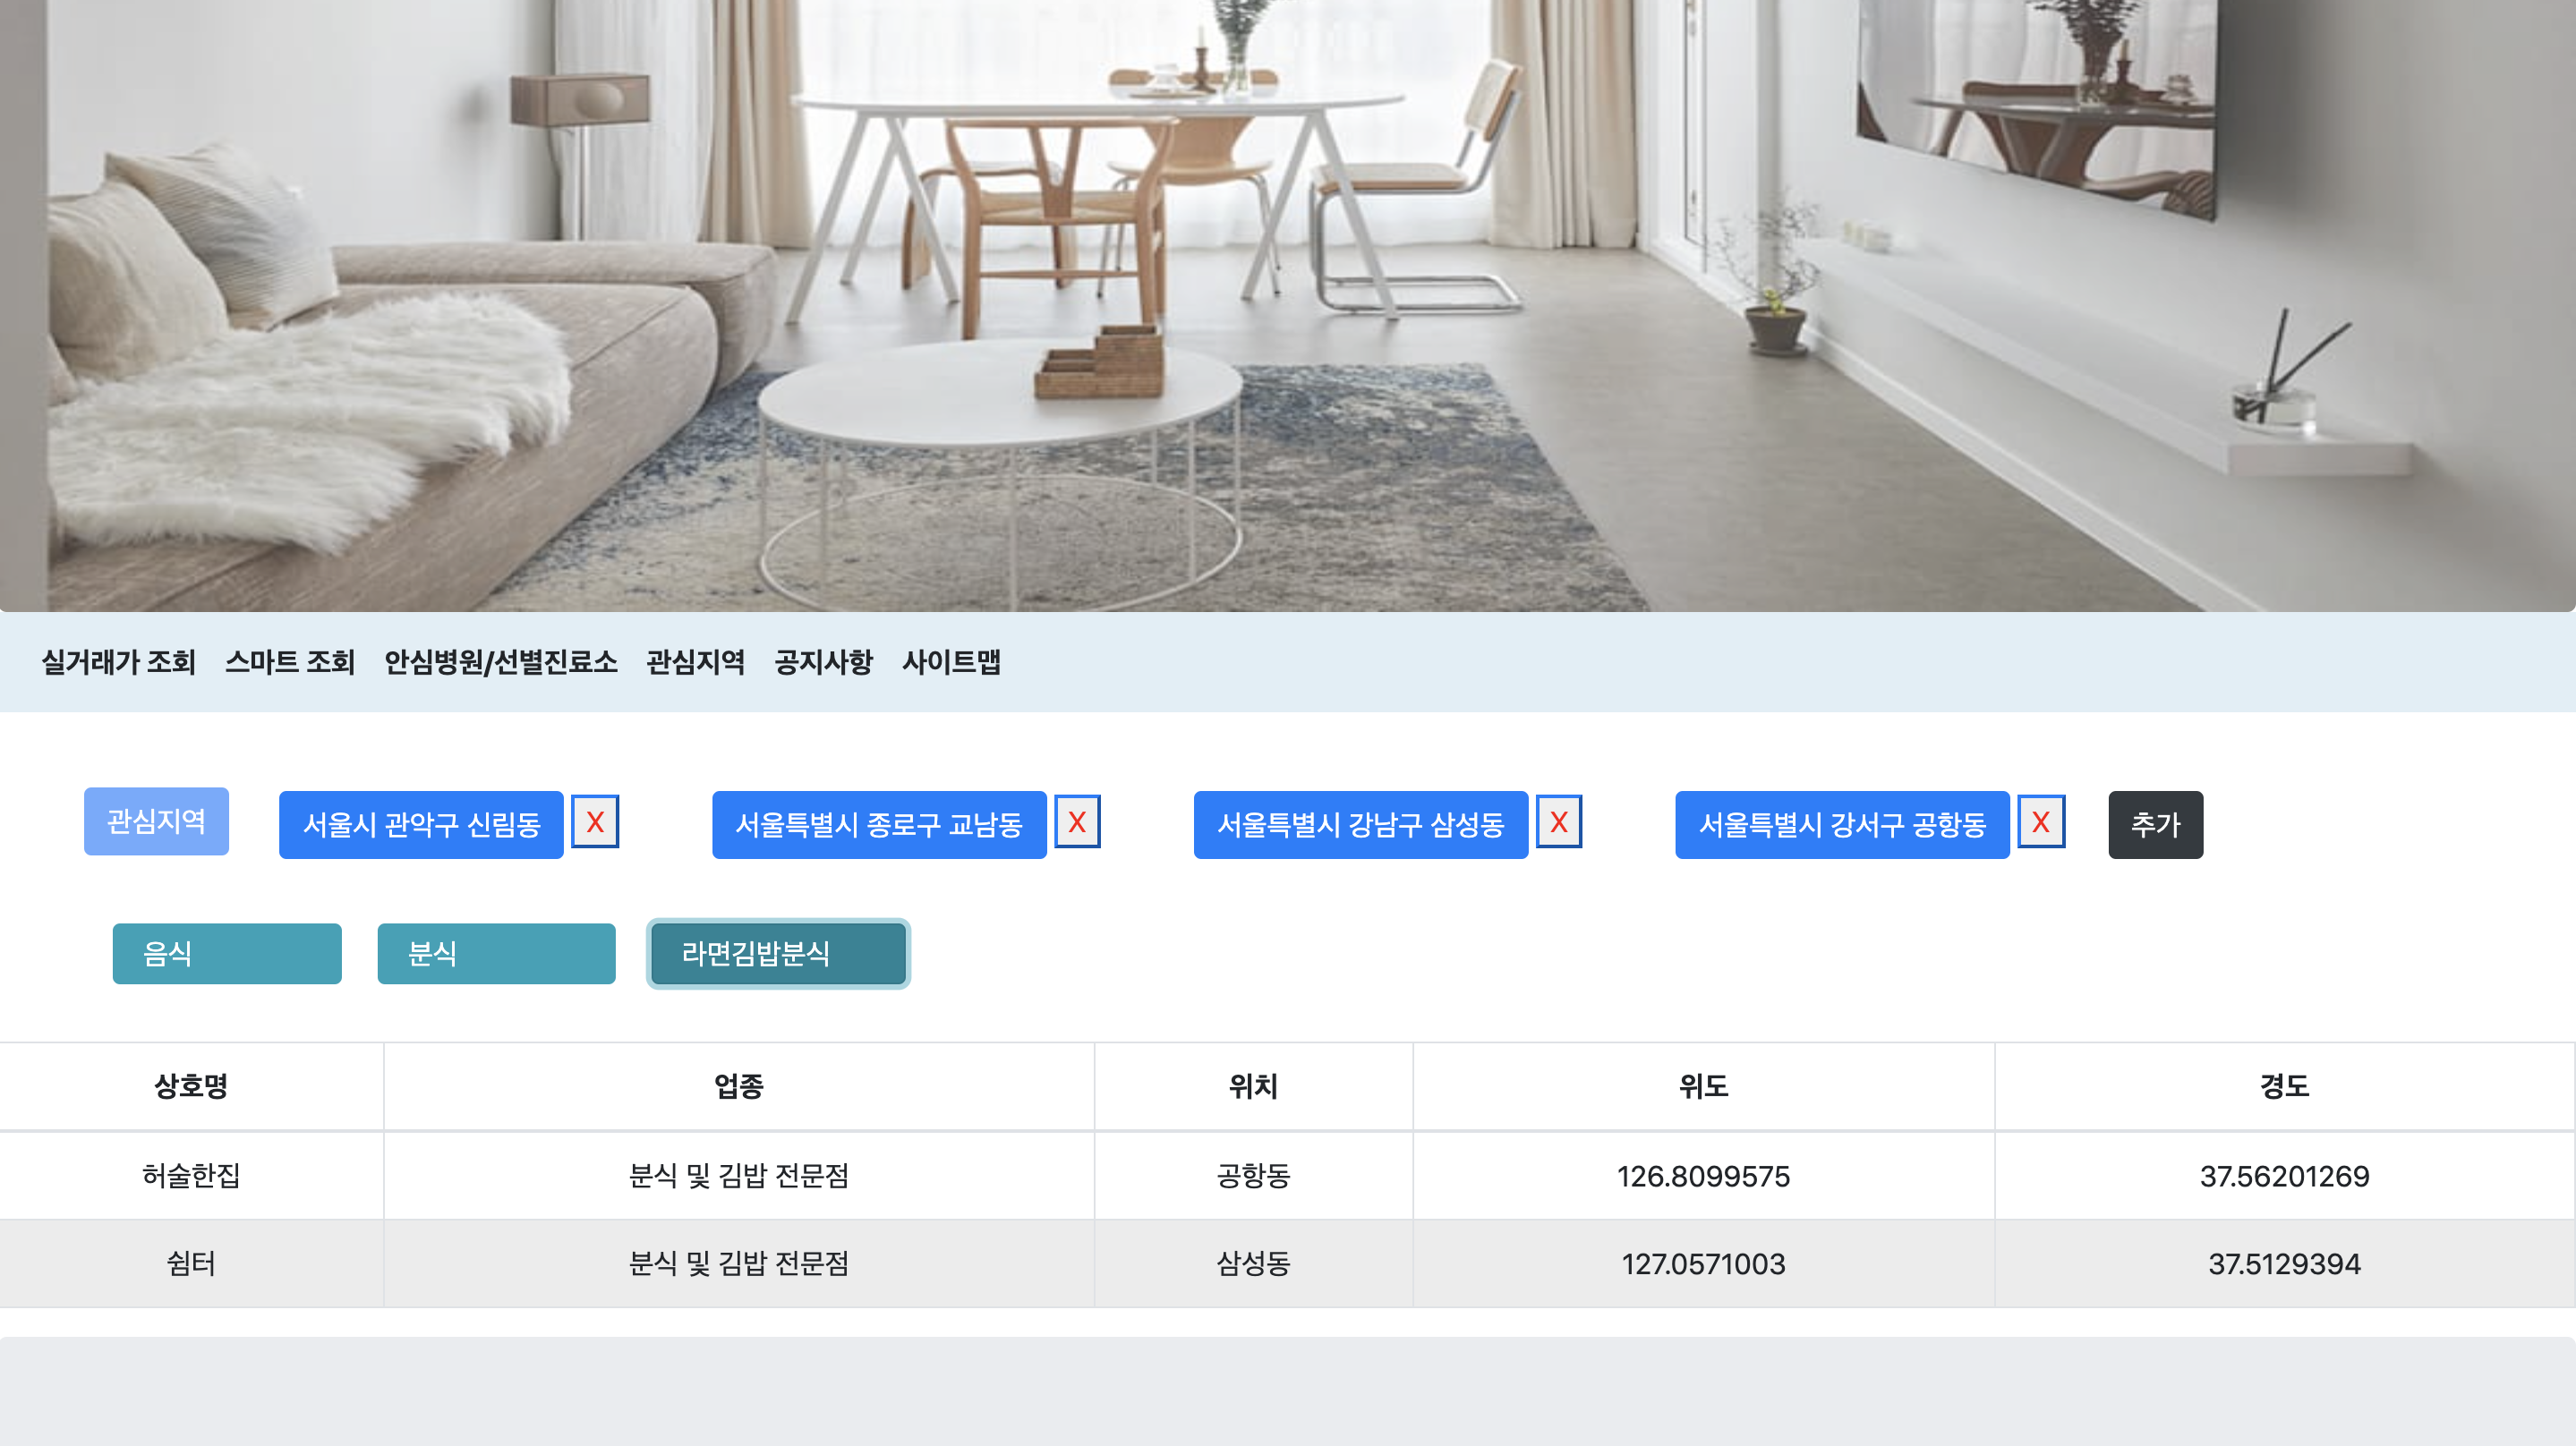 실거래가 조회 스마트 조회 안심병원/선별진료소 관심지역 공지사항 사이트맵
관심지역 서울시 관악구 신림동 X 서울특별시 종로구 교남동 X 서울특별시 강남구 삼성동 X 서울특별시 강서구 공항동 X 추가
음식 분식 라면김밥분식
상호명 업종 위치 위도 경도
허술한집 분식 및 김밥 전문점 공항동 126.8099575 37.56201269
쉼터 분식 및 김밥 전문점 삼성동 127.0571003 37.5129394